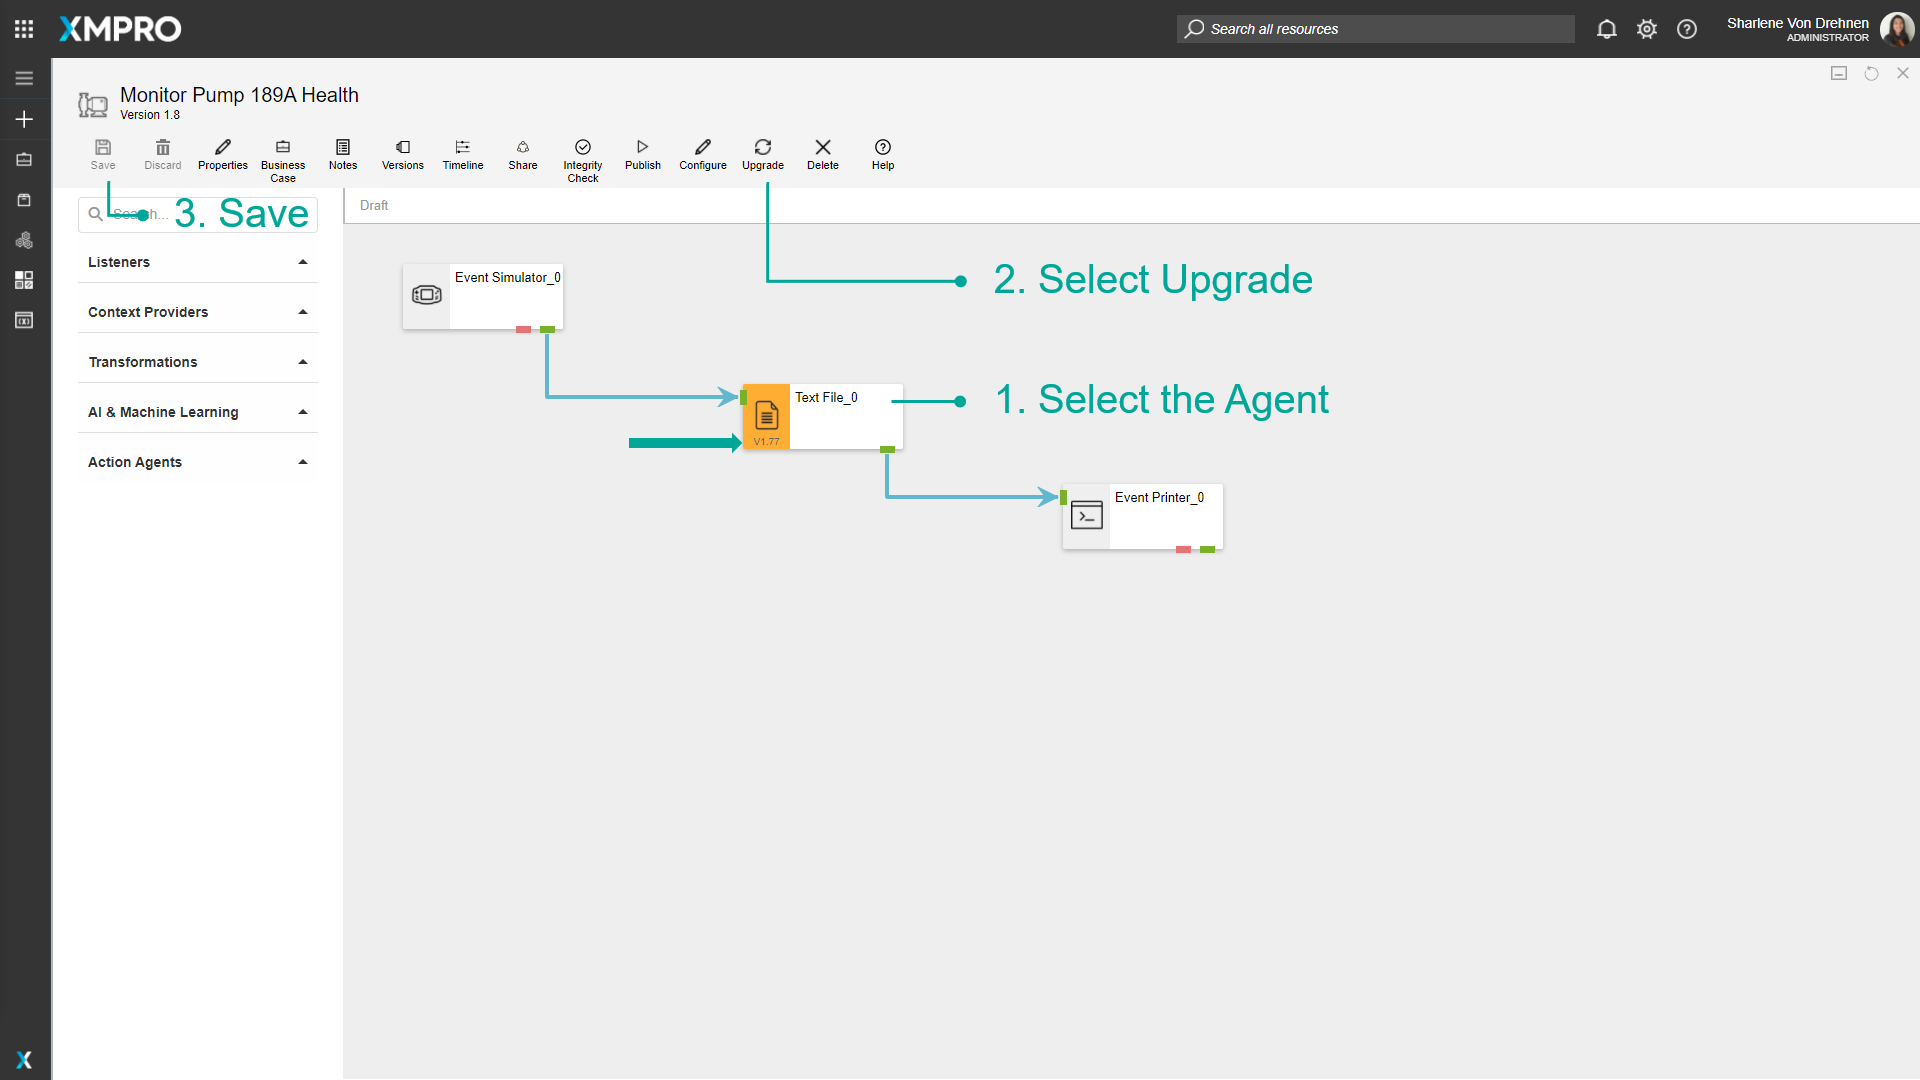 XMPRO
Search all resources
Sharlene Von Drehnen
ADMINISTRATOR
Monitor Pump 189A Health
Version 1.8
Save
Discard
Properties
Business
Case
Notes
Versions
Timeline
Share
Integrity
Check
Publish
Configure
Upgrade
Delete
Help
Search...
3. Save
Draft
Listeners
Context Providers
Transformations
AI & Machine Learning
Action Agents
Event Simulator_0
2. Select Upgrade
Text File_0
V1.77
1. Select the Agent
Event Printer_0